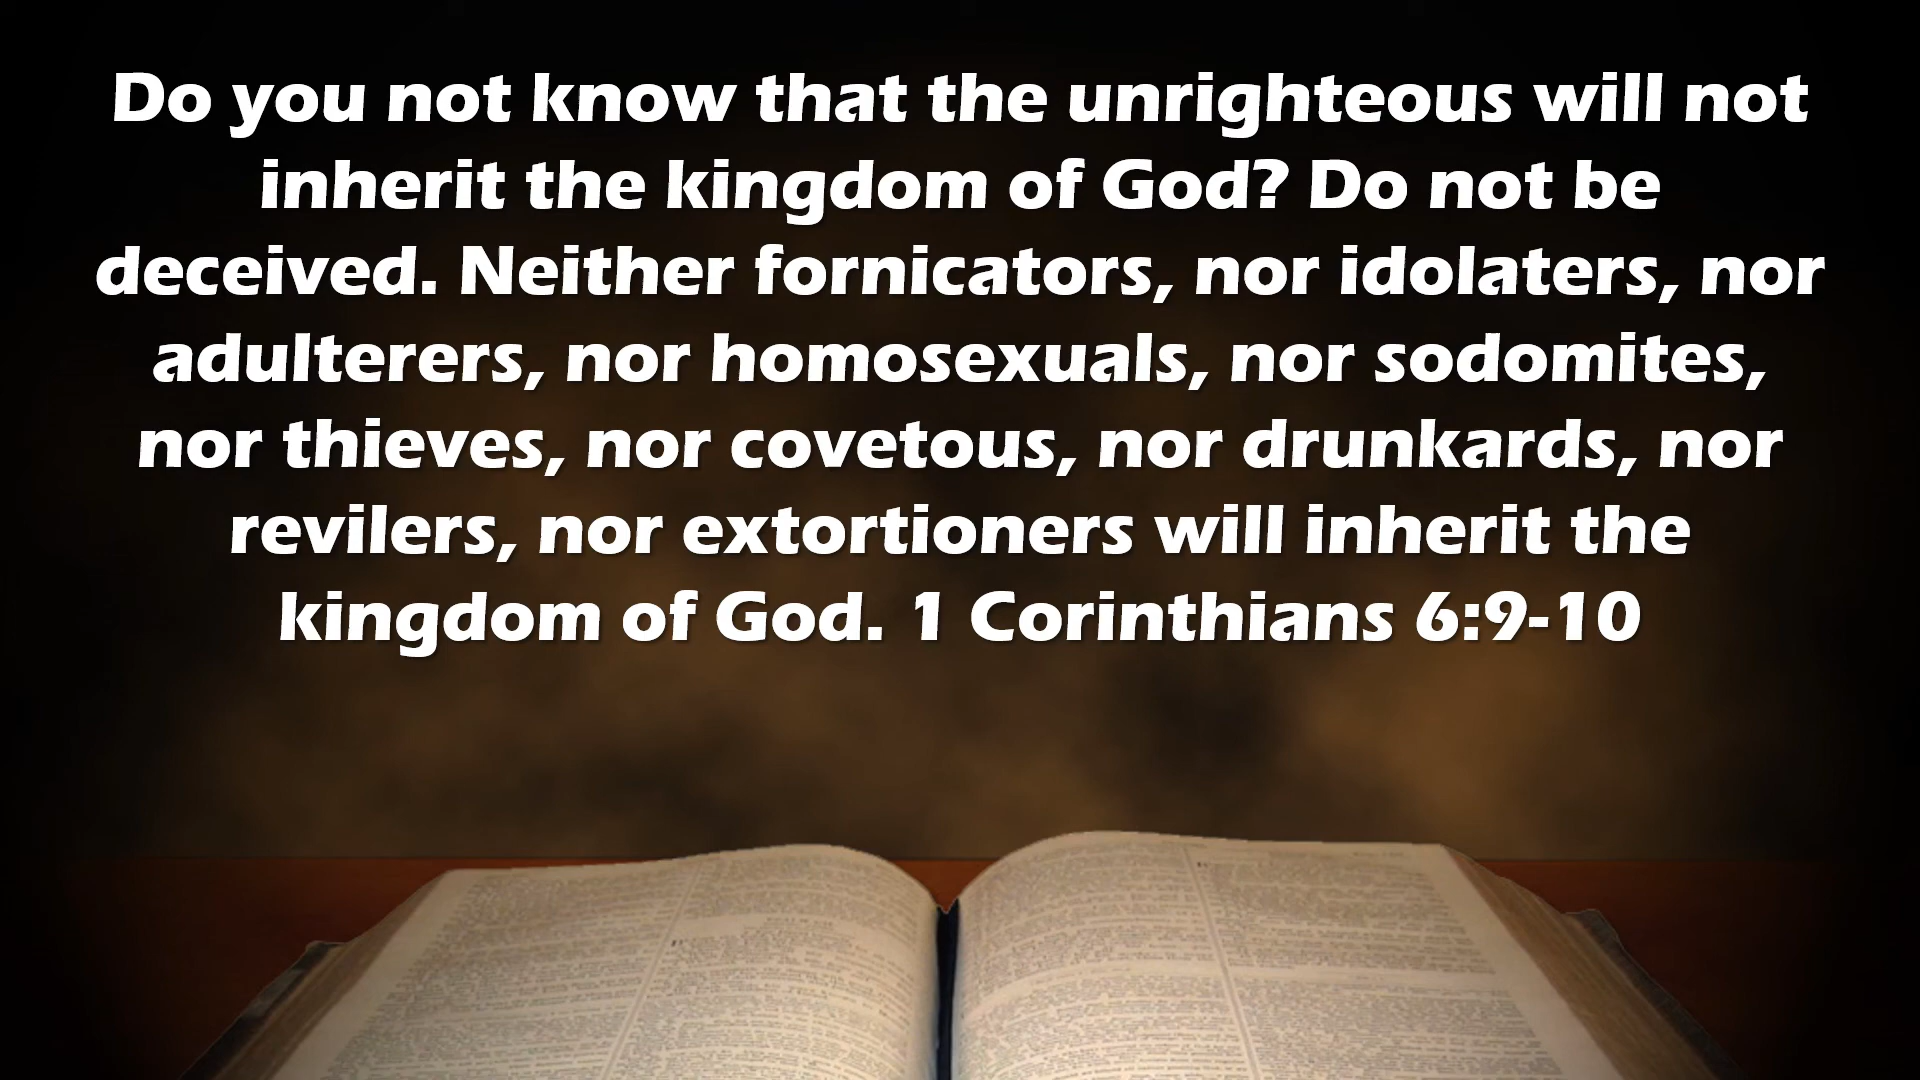 Do you not know that the unrighteous will not
inherit the kingdom of God? Do not be
deceived. Neither fornicators, nor idolaters, nor
adulterers, nor homosexuals, nor sodomites,
nor thieves, nor covetous, nor drunkards, nor
revilers, nor extortioners will inherit the
kingdom of God. 1 Corinthians 6:9-10